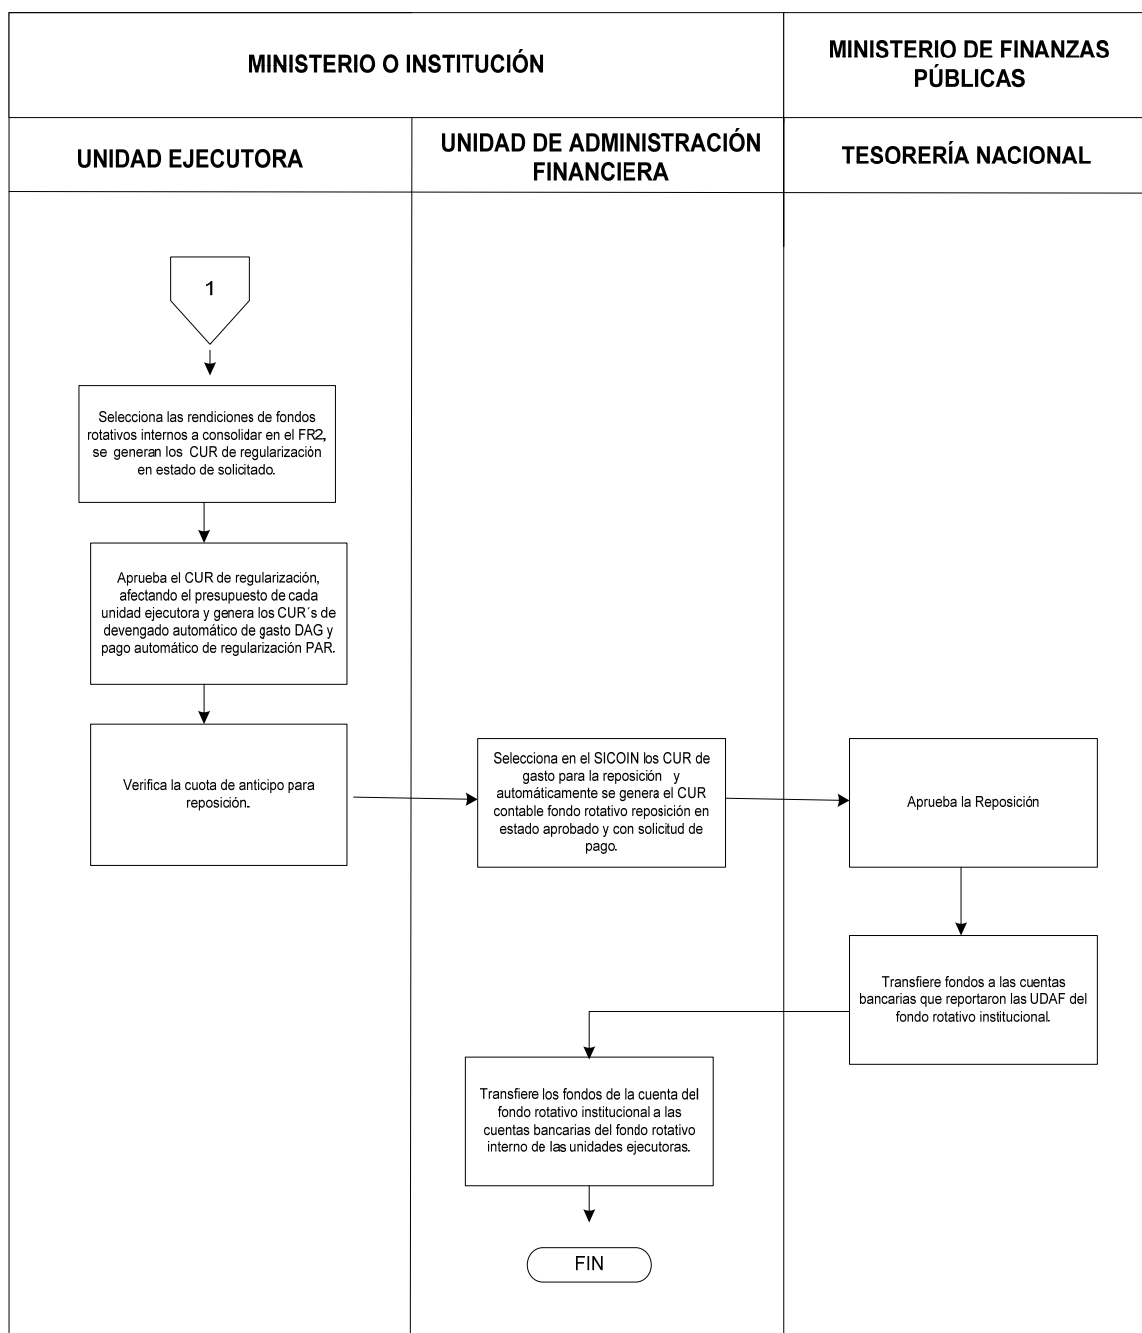 MINISTERIO O INSTITUCIÓN
MINISTERIO DE FINANZAS
PÚBLICAS
UNIDAD EJECUTORA
UNIDAD DE ADMINISTRACIÓN
FINANCIERA
TESORERÍA NACIONAL
1
Selecciona las rendiciones de fondos
rotativos internos a consolidar en el FR2,
se generan los CUR de regularización
en estado de solicitado.
Aprueba el CUR de regularización,
afectando el presupuesto de cada
unidad ejecutora y genera los CUR´s de
devengado automático de gasto DAG y
pago automático de regularización PAR.
Verifica la cuota de anticipo para
reposición.
Selecciona en el SICOIN los CUR de
gasto para la reposición y
automáticamente se genera el CUR
contable fondo rotativo reposición en
estado aprobado y con solicitud de
pago.
Aprueba la Reposición
Transfiere fondos a las cuentas
bancarias que reportaron las UDAF del
fondo rotativo institucional.
Transfiere los fondos de la cuenta del
fondo rotativo institucional a las
cuentas bancarias del fondo rotativo
interno de las unidades ejecutoras.
FIN